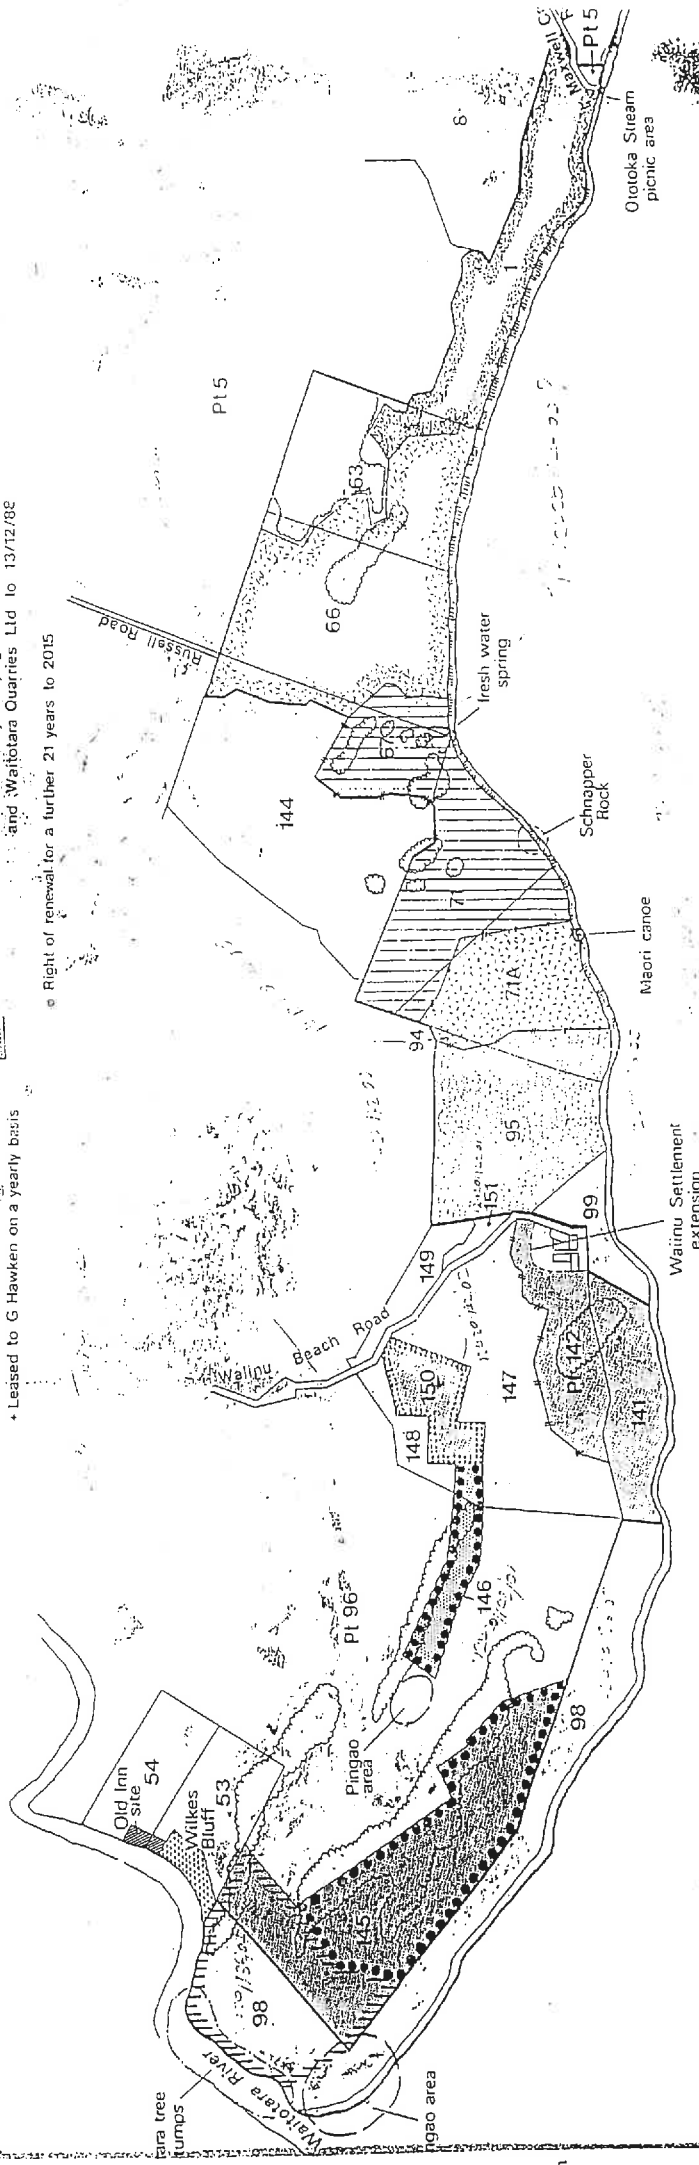 + Leased to G Hawken on a yearly basis
and Waitotara Quarries Ltd to 13/12/88
Right of renewal for a further 21 years to 2015
tara tree
umps
Waitotara River
ngao area
98
Old Inn
site
54
Wilkes
Bluff
53
145
Pingao
area
Pt 96
98
146
148
150
147
149
Waiinu Beach Road
151
Pt 142
141
Waiinu Settlement
extension
99
95
94
71A
Maori canoe
71
Schnapper
Rock
144
fresh water
spring
Russell Road
66
63
Pt 5
1
8
Maxwell
Pt 5
Ototoka Stream
picnic area